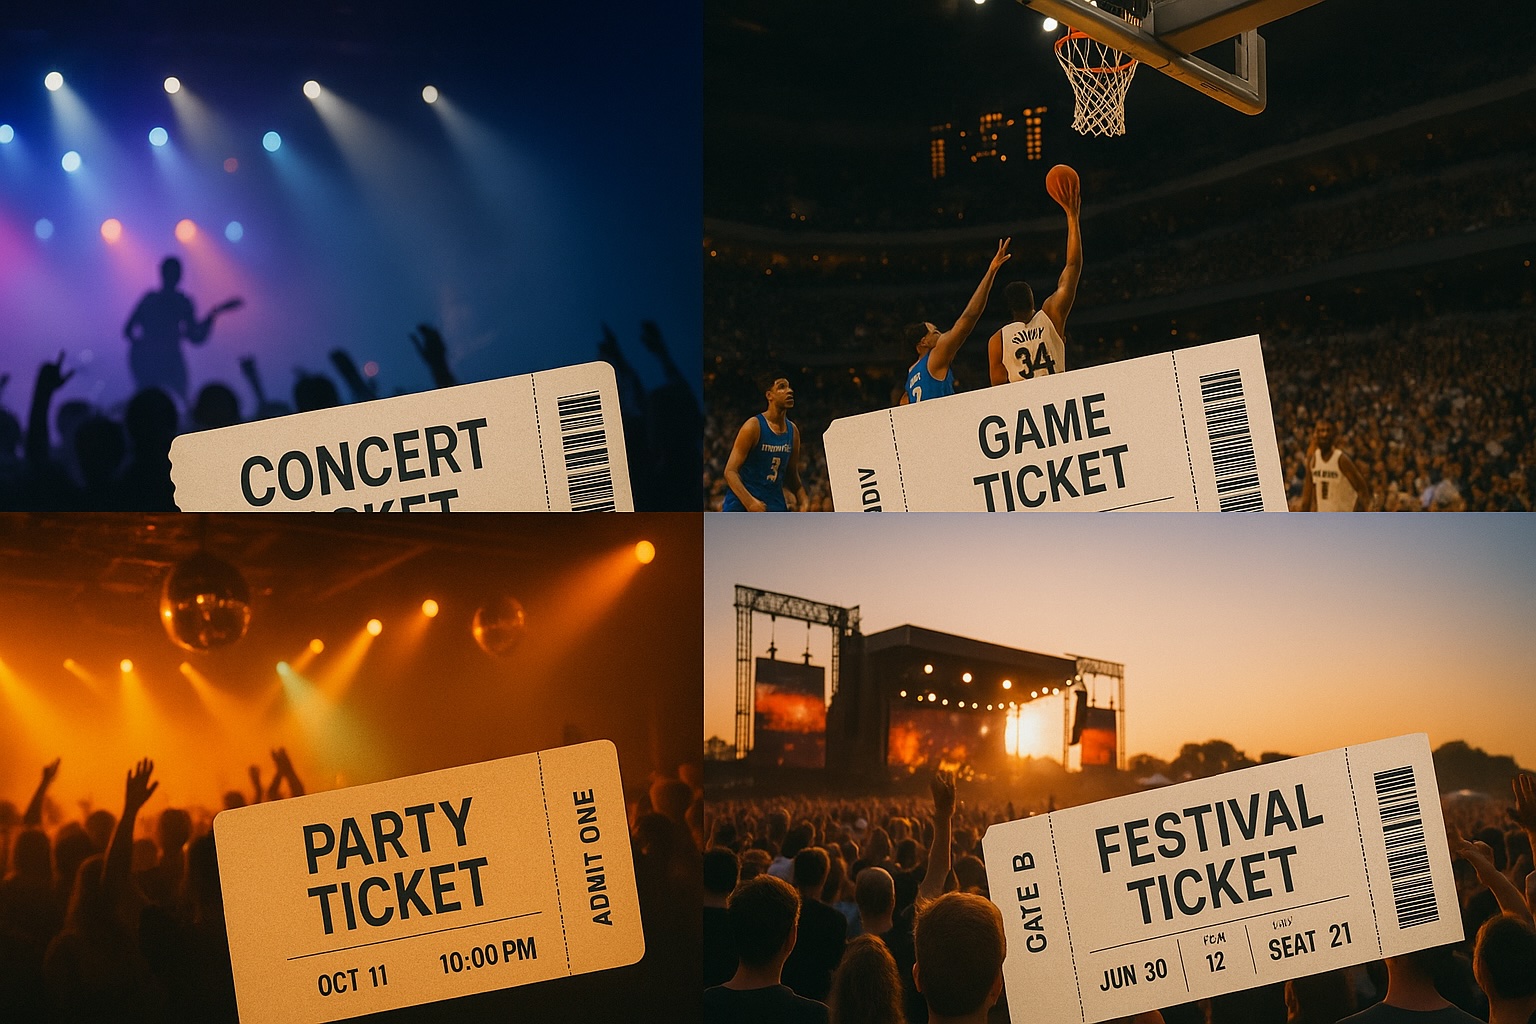 CONCERT
TICKET
34
3
GAME
TICKET
PARTY
TICKET
OCT 11
10:00 PM
ADMIT ONE
GATE B
FESTIVAL
TICKET
JUN 30
12
SEAT 21